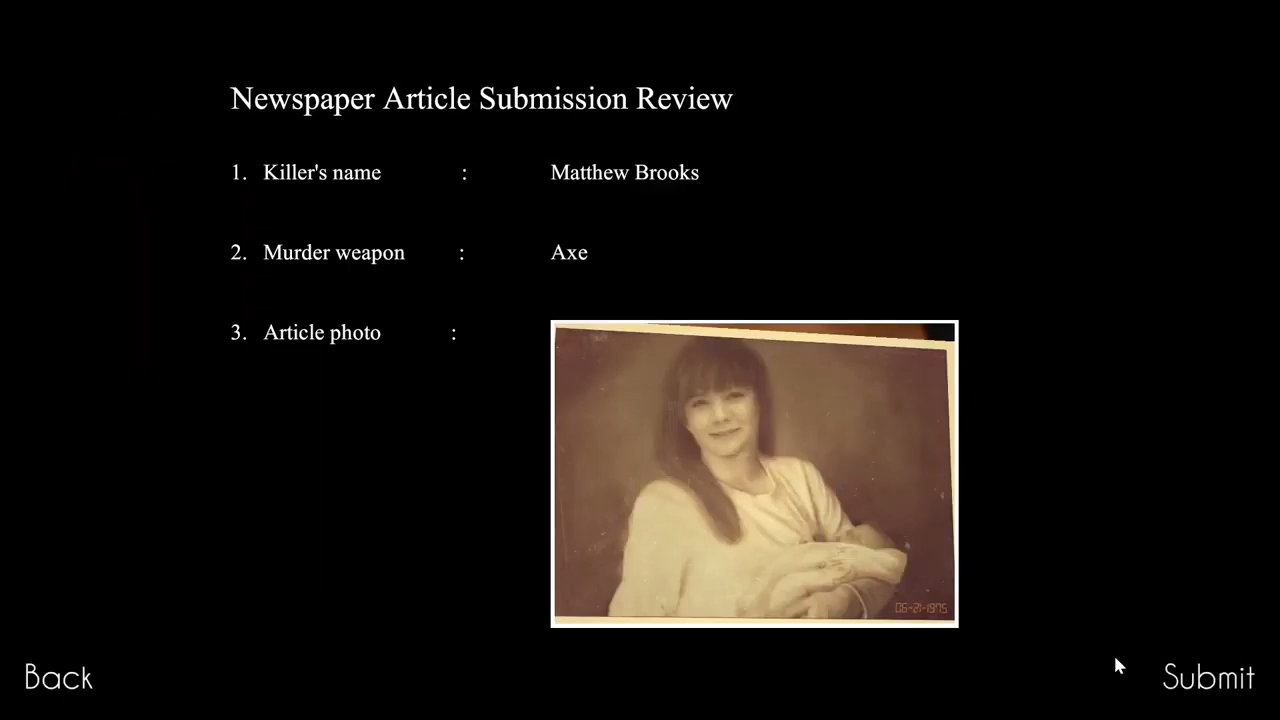 Newspaper Article Submission Review
1. Killer's name : Matthew Brooks
2. Murder weapon : Axe
3. Article photo :
06-21-1975
Back
Submit